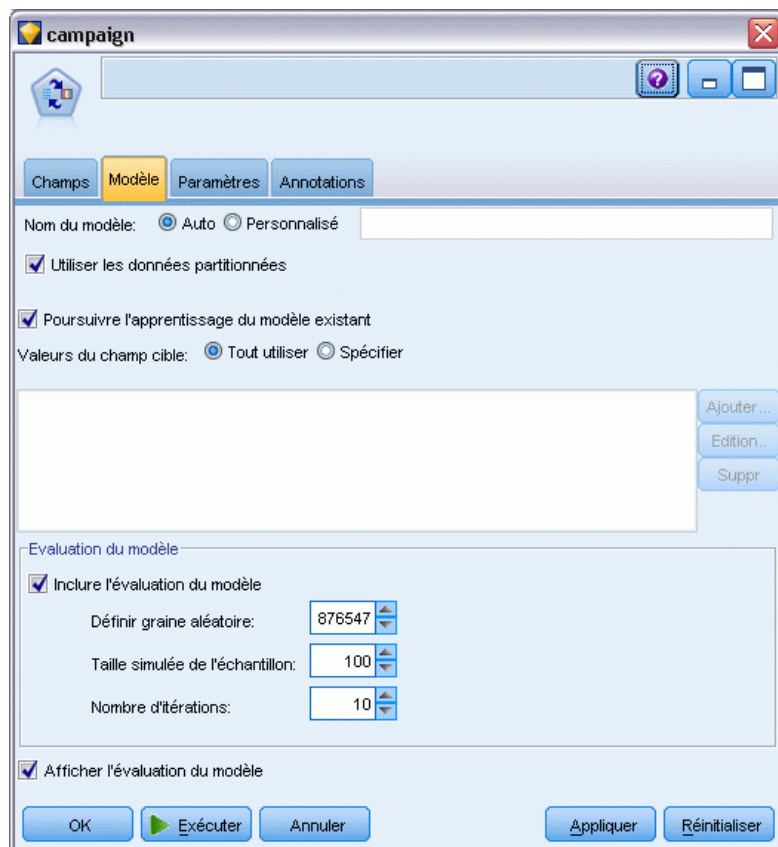 campaign
Champs Modèle Paramètres Annotations
Nom du modèle: Auto Personnalisé
Utiliser les données partitionnées
Poursuivre l'apprentissage du modèle existant
Valeurs du champ cible: Tout utiliser Spécifier
Ajouter...
Edition..
Suppr
Evaluation du modèle
Inclure l'évaluation du modèle
Définir graine aléatoire: 876547
Taille simulée de l'échantillon: 100
Nombre d'itérations: 10
Afficher l'évaluation du modèle
OK Exécuter Annuler Appliquer Réinitialiser